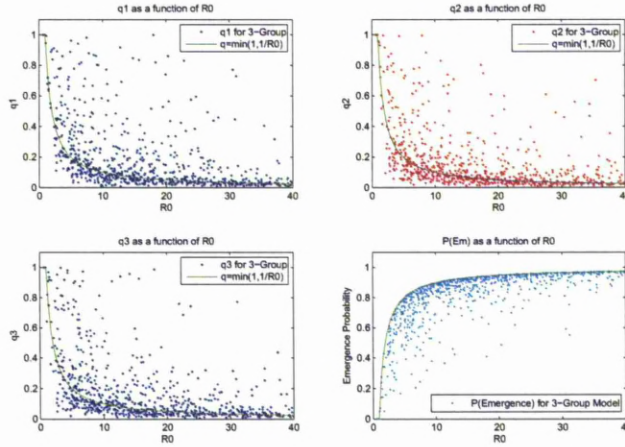 q1 as a function of R0
q1 for 3-Group
q=min(1,1/R0)
1
0.8
0.6
0.4
0.2
0
q1
0 10 20 30 40
R0
q2 as a function of R0
q2 for 3-Group
q=min(1,1/R0)
1
0.8
0.6
0.4
0.2
0
q2
0 10 20 30 40
R0
q3 as a function of R0
q3 for 3-Group
q=min(1,1/R0)
1
0.8
0.6
0.4
0.2
0
q3
0 10 20 30 40
R0
P(Em) as a function of R0
1
0.8
0.6
0.4
0.2
0
Emergence Probability
P(Emergence) for 3-Group Model
0 10 20 30 40
R0